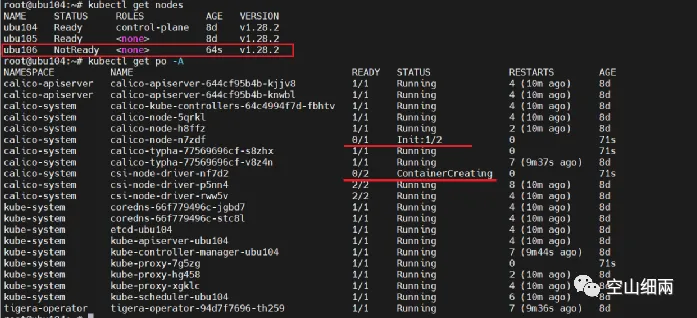 root@ubu104:~# kubectl get nodes
NAME STATUS ROLES AGE VERSION
ubu104 Ready control-plane 8d v1.28.2
ubu105 Ready <none> 8d v1.28.2
ubu106 NotReady <none> 64s v1.28.2
root@ubu104:~# kubectl get po -A
NAMESPACE NAME READY STATUS RESTARTS AGE
calico-apiserver calico-apiserver-644cf95b4b-kjjv8 1/1 Running 4 (10m ago) 8d
calico-apiserver calico-apiserver-644cf95b4b-knwbl 1/1 Running 4 (10m ago) 8d
calico-system calico-kube-controllers-64c4994f7d-fbhtv 1/1 Running 4 (10m ago) 8d
calico-system calico-node-5qrkl 1/1 Running 4 (10m ago) 8d
calico-system calico-node-h8ffz 1/1 Running 2 (10m ago) 8d
calico-system calico-node-n7zdf 0/1 Init:1/2 0 71s
calico-system calico-typha-77569696cf-s8zhx 1/1 Running 0 71s
calico-system calico-typha-77569696cf-v8z4n 1/1 Running 7 (9m37s ago) 8d
calico-system csi-node-driver-nf7d2 0/2 ContainerCreating 0 71s
calico-system csi-node-driver-p5nn4 2/2 Running 8 (10m ago) 8d
calico-system csi-node-driver-rww5v 2/2 Running 4 (10m ago) 8d
kube-system coredns-66f779496c-jgbd7 1/1 Running 4 (10m ago) 8d
kube-system coredns-66f779496c-stc8l 1/1 Running 4 (10m ago) 8d
kube-system etcd-ubu104 1/1 Running 4 (10m ago) 8d
kube-system kube-apiserver-ubu104 1/1 Running 4 (10m ago) 8d
kube-system kube-controller-manager-ubu104 1/1 Running 7 (9m44s ago) 8d
kube-system kube-proxy-7g5zg 1/1 Running 0 71s
kube-system kube-proxy-hg458 1/1 Running 2 (10m ago) 8d
kube-system kube-proxy-xgklc 1/1 Running 4 (10m ago) 8d
kube-system kube-scheduler-ubu104 1/1 Running 6 (10m ago) 8d
tigera-operator tigera-operator-94d7f7696-th259 1/1 Running 7 (9m36s ago) 8d
root@ubu104:~#
空山细雨